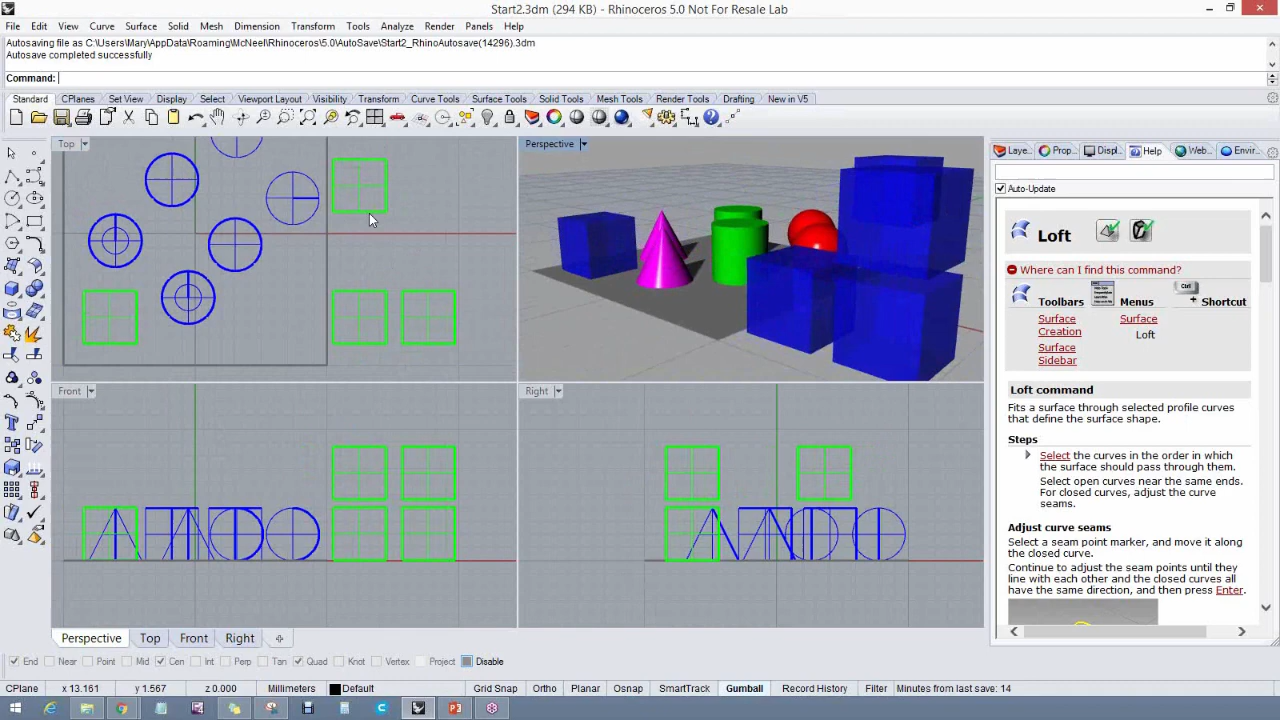 Start2.3dm (294 KB) - Rhinoceros 5.0 Not For Resale Lab
File Edit View Curve Surface Solid Mesh Dimension Transform Tools Analyze Render Panels Help
Autosaving file as C:\Users\Mary\AppData\Roaming\McNeel\Rhinoceros\5.0\AutoSave\Start2_RhinoAutosave(14296).3dm
Autosave completed successfully
Command:
Standard CPlanes Set View Display Select Viewport Layout Visibility Transform Curve Tools Surface Tools Solid Tools Mesh Tools Render Tools Drafting New in V5
Top
Perspective
Front
Right
Laye... Prop... Displ... Help Web... Envir...
Auto-Update
Loft
Where can I find this command?
Toolbars Menus Ctrl + Shortcut
Surface Creation
Surface Sidebar
Surface
Loft
Loft command
Fits a surface through selected profile curves
that define the surface shape.
Steps
Select the curves in the order in which
the surface should pass through them.
Select open curves near the same ends.
For closed curves, adjust the curve
seams.
Adjust curve seams
Select a seam point marker, and move it along
the closed curve.
Continue to adjust the seam points until they
line with each other and the closed curves all
have the same direction, and then press Enter.
Perspective Top Front Right
End Near Point Mid Cen Int Perp Tan Quad Knot Vertex Project Disable
CPlane x 13.161 y 1.567 z 0.000 Millimeters Default Grid Snap Ortho Planar Osnap SmartTrack Gumball Record History Filter Minutes from last save: 14